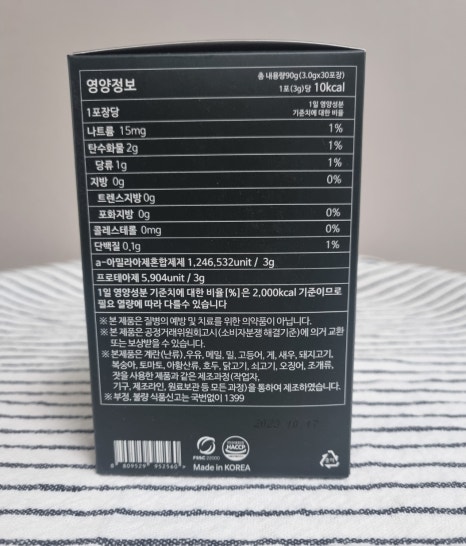 영양정보
총 내용량90g(3.0gx30포장)
1포(3g)당 10kcal
1포장당
1일 영양성분
기준치에 대한 비율
나트륨 15mg 1%
탄수화물 2g 1%
당류 1g 1%
지방 0g 0%
트렌스지방 0g
포화지방 0g 0%
콜레스테롤 0mg 0%
단백질 0.1g 1%
a-아밀라아제혼합제제 1,246,532unit / 3g
프로테아제 5,904unit / 3g
1일 영양성분 기준치에 대한 비율 [%]은 2,000kcal 기준이므로
필요 열량에 따라 다를수 있습니다
※ 본 제품은 질병의 예방 및 치료를 위한 의약품이 아닙니다.
※ 본 제품은 공정거래위원회고시(소비자분쟁 해결기준)에 의거 교환
또는 보상받을 수 있습니다.
※ 본제품은 계란(난류),우유, 메밀, 밀, 고등어, 게, 새우, 돼지고기,
복숭아, 토마토, 아황산류, 호두, 닭고기, 쇠고기, 오징어, 조개류,
잣을 사용한 제품과 같은 제조과정(작업자,
기구, 제조라인, 원료보관 등 모든 과정)을 통하여 제조하였습니다.
※ 부정, 불량 식품신고는 국번없이 1399
HACCP
Made in KOREA